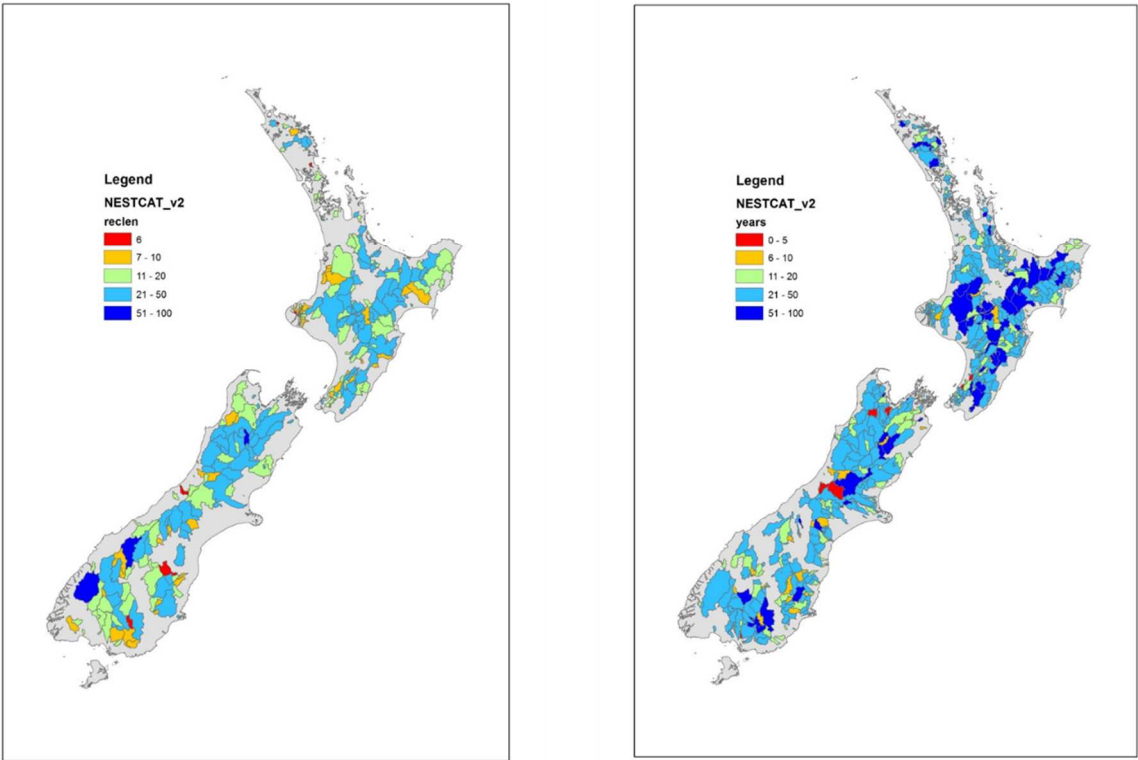 Legend
NESTCAT_v2
reclen
6
7 - 10
11 - 20
21 - 50
51 - 100
Legend
NESTCAT_v2
years
0 - 5
6 - 10
11 - 20
21 - 50
51 - 100